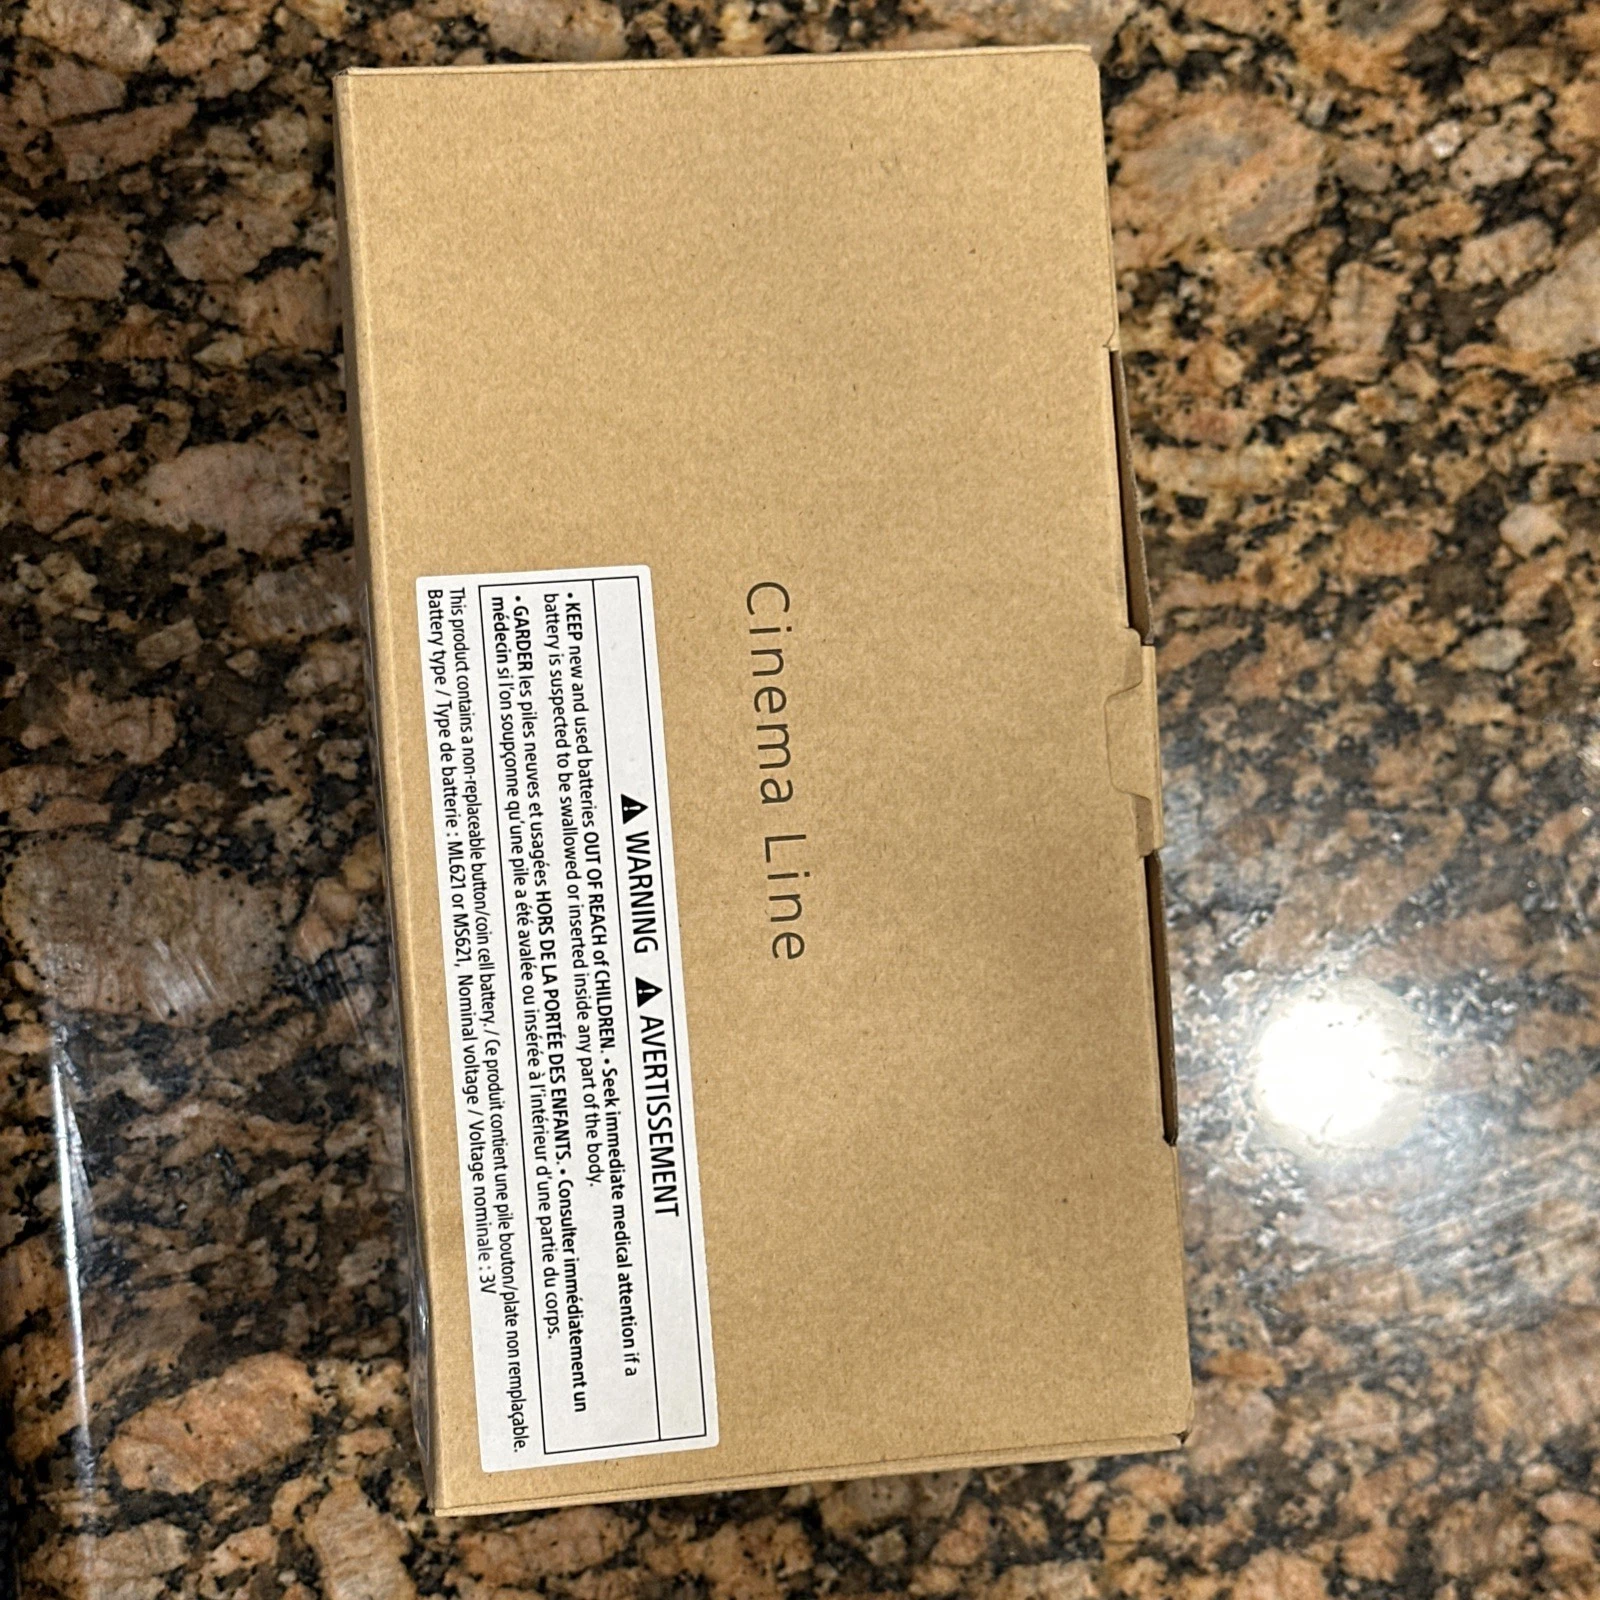 Cinema Line
⚠ WARNING ⚠ AVERTISSEMENT
• KEEP new and used batteries OUT OF REACH of CHILDREN. • Seek immediate medical attention if a
battery is suspected to be swallowed or inserted inside any part of the body.
• GARDER les piles neuves et usagées HORS DE LA PORTÉE DES ENFANTS. • Consulter immédiatement un
médecin si l'on soupçonne qu'une pile a été avalée ou insérée à l'intérieur d'une partie du corps.
This product contains a non-replaceable button/coin cell battery. / Ce produit contient une pile bouton/plate non remplaçable.
Battery type / Type de batterie : ML621 or MS621, Nominal voltage / Voltage nominale : 3V